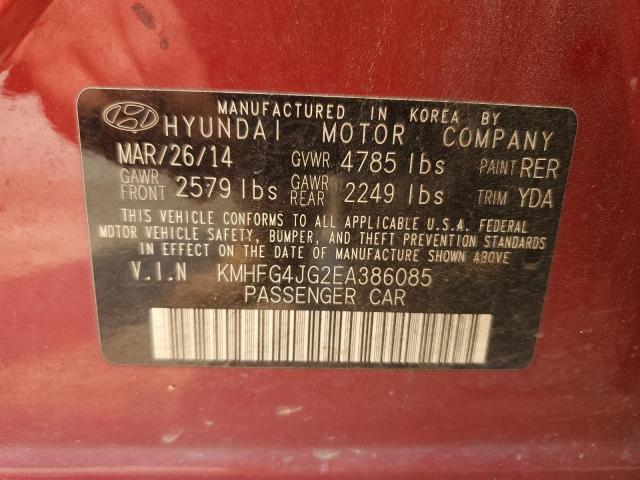 MANUFACTURED IN KOREA BY
HYUNDAI MOTOR COMPANY
MAR/26/14 GVWR 4785 lbs PAINT RER
GAWR FRONT 2579 lbs GAWR REAR 2249 lbs TRIM YDA
THIS VEHICLE CONFORMS TO ALL APPLICABLE U.S.A. FEDERAL
MOTOR VEHICLE SAFETY, BUMPER, AND THEFT PREVENTION STANDARDS
IN EFFECT ON THE DATE OF MANUFACTURE SHOWN ABOVE
V.I.N KMHFG4JG2EA386085
PASSENGER CAR